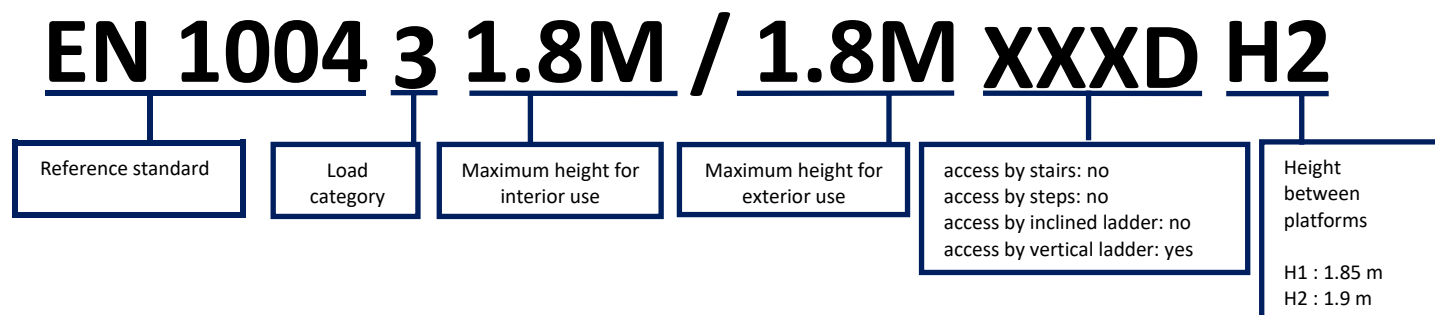 EN 1004 3 1.8M / 1.8M XXXD H2
Reference standard
Load
category
Maximum height for
interior use
Maximum height for
exterior use
access by stairs: no
access by steps: no
access by inclined ladder: no
access by vertical ladder: yes
Height
between
platforms
H1 : 1.85 m
H2 : 1.9 m